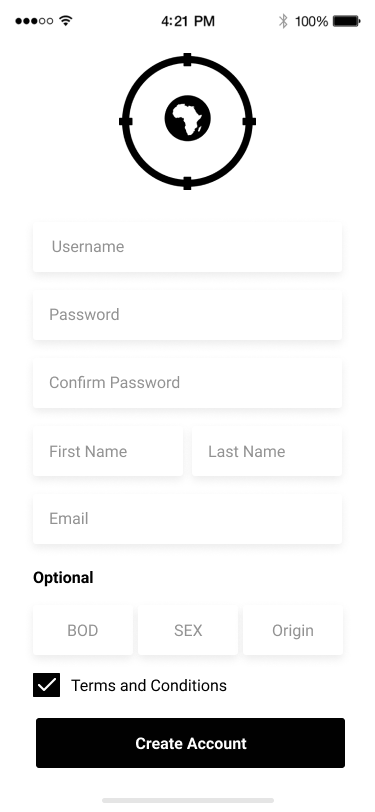 4:21 PM 100%
Username
Password
Confirm Password
First Name Last Name
Email
Optional
BOD SEX Origin
Terms and Conditions
Create Account